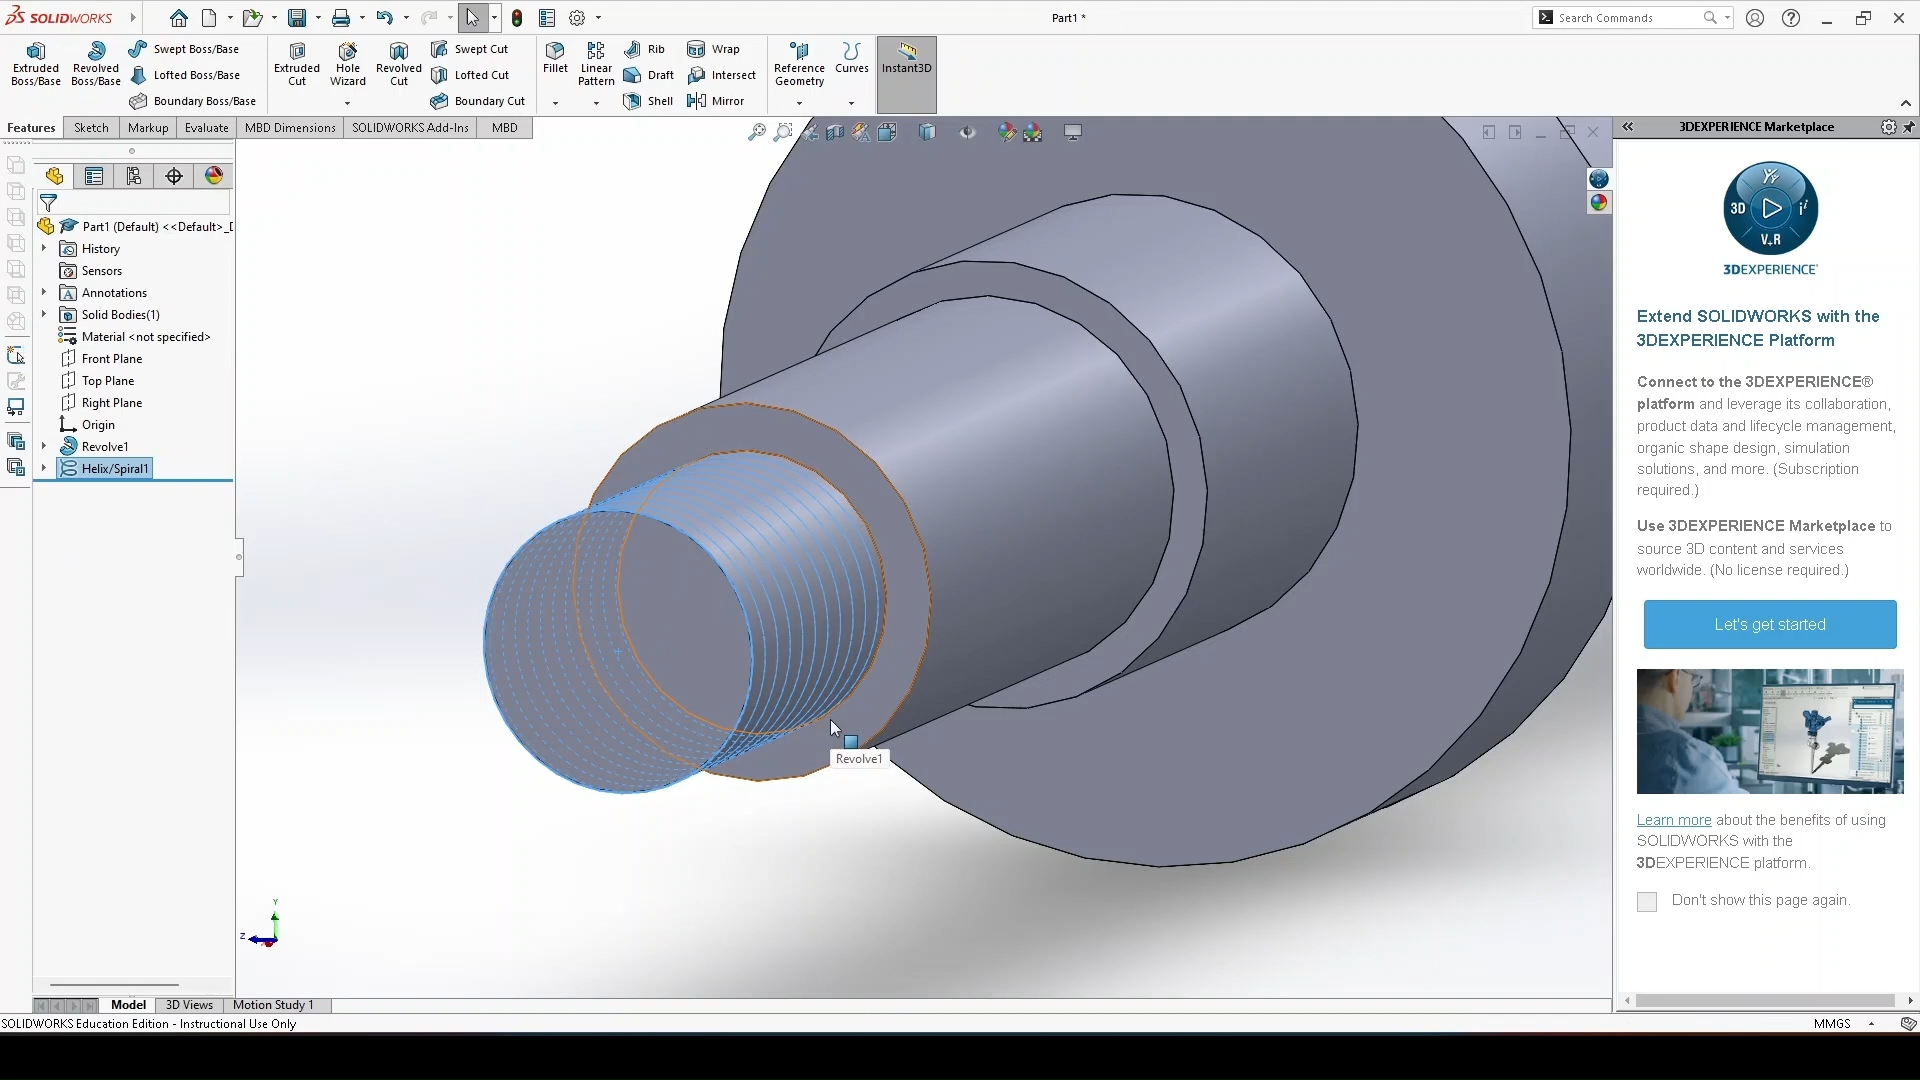 SOLIDWORKS
Part1 *
Search Commands
Extruded Boss/Base
Revolved Boss/Base
Swept Boss/Base
Lofted Boss/Base
Boundary Boss/Base
Extruded Cut
Hole Wizard
Revolved Cut
Swept Cut
Lofted Cut
Boundary Cut
Fillet
Linear Pattern
Rib
Draft
Shell
Wrap
Intersect
Mirror
Reference Geometry
Curves
Instant3D
Features
Sketch
Markup
Evaluate
MBD Dimensions
SOLIDWORKS Add-Ins
MBD
Part1 (Default) <<Default>_D
History
Sensors
Annotations
Solid Bodies(1)
Material <not specified>
Front Plane
Top Plane
Right Plane
Origin
Revolve1
Helix/Spiral1
Revolve1
Y
Z
3DEXPERIENCE Marketplace
3D
V+R
3DEXPERIENCE
Extend SOLIDWORKS with the
3DEXPERIENCE Platform
Connect to the 3DEXPERIENCE®
platform and leverage its collaboration,
product data and lifecycle management,
organic shape design, simulation
solutions, and more. (Subscription
required.)
Use 3DEXPERIENCE Marketplace to
source 3D content and services
worldwide. (No license required.)
Let's get started
Learn more about the benefits of using
SOLIDWORKS with the
3DEXPERIENCE platform.
Don't show this page again.
Model
3D Views
Motion Study 1
SOLIDWORKS Education Edition - Instructional Use Only
MMGS